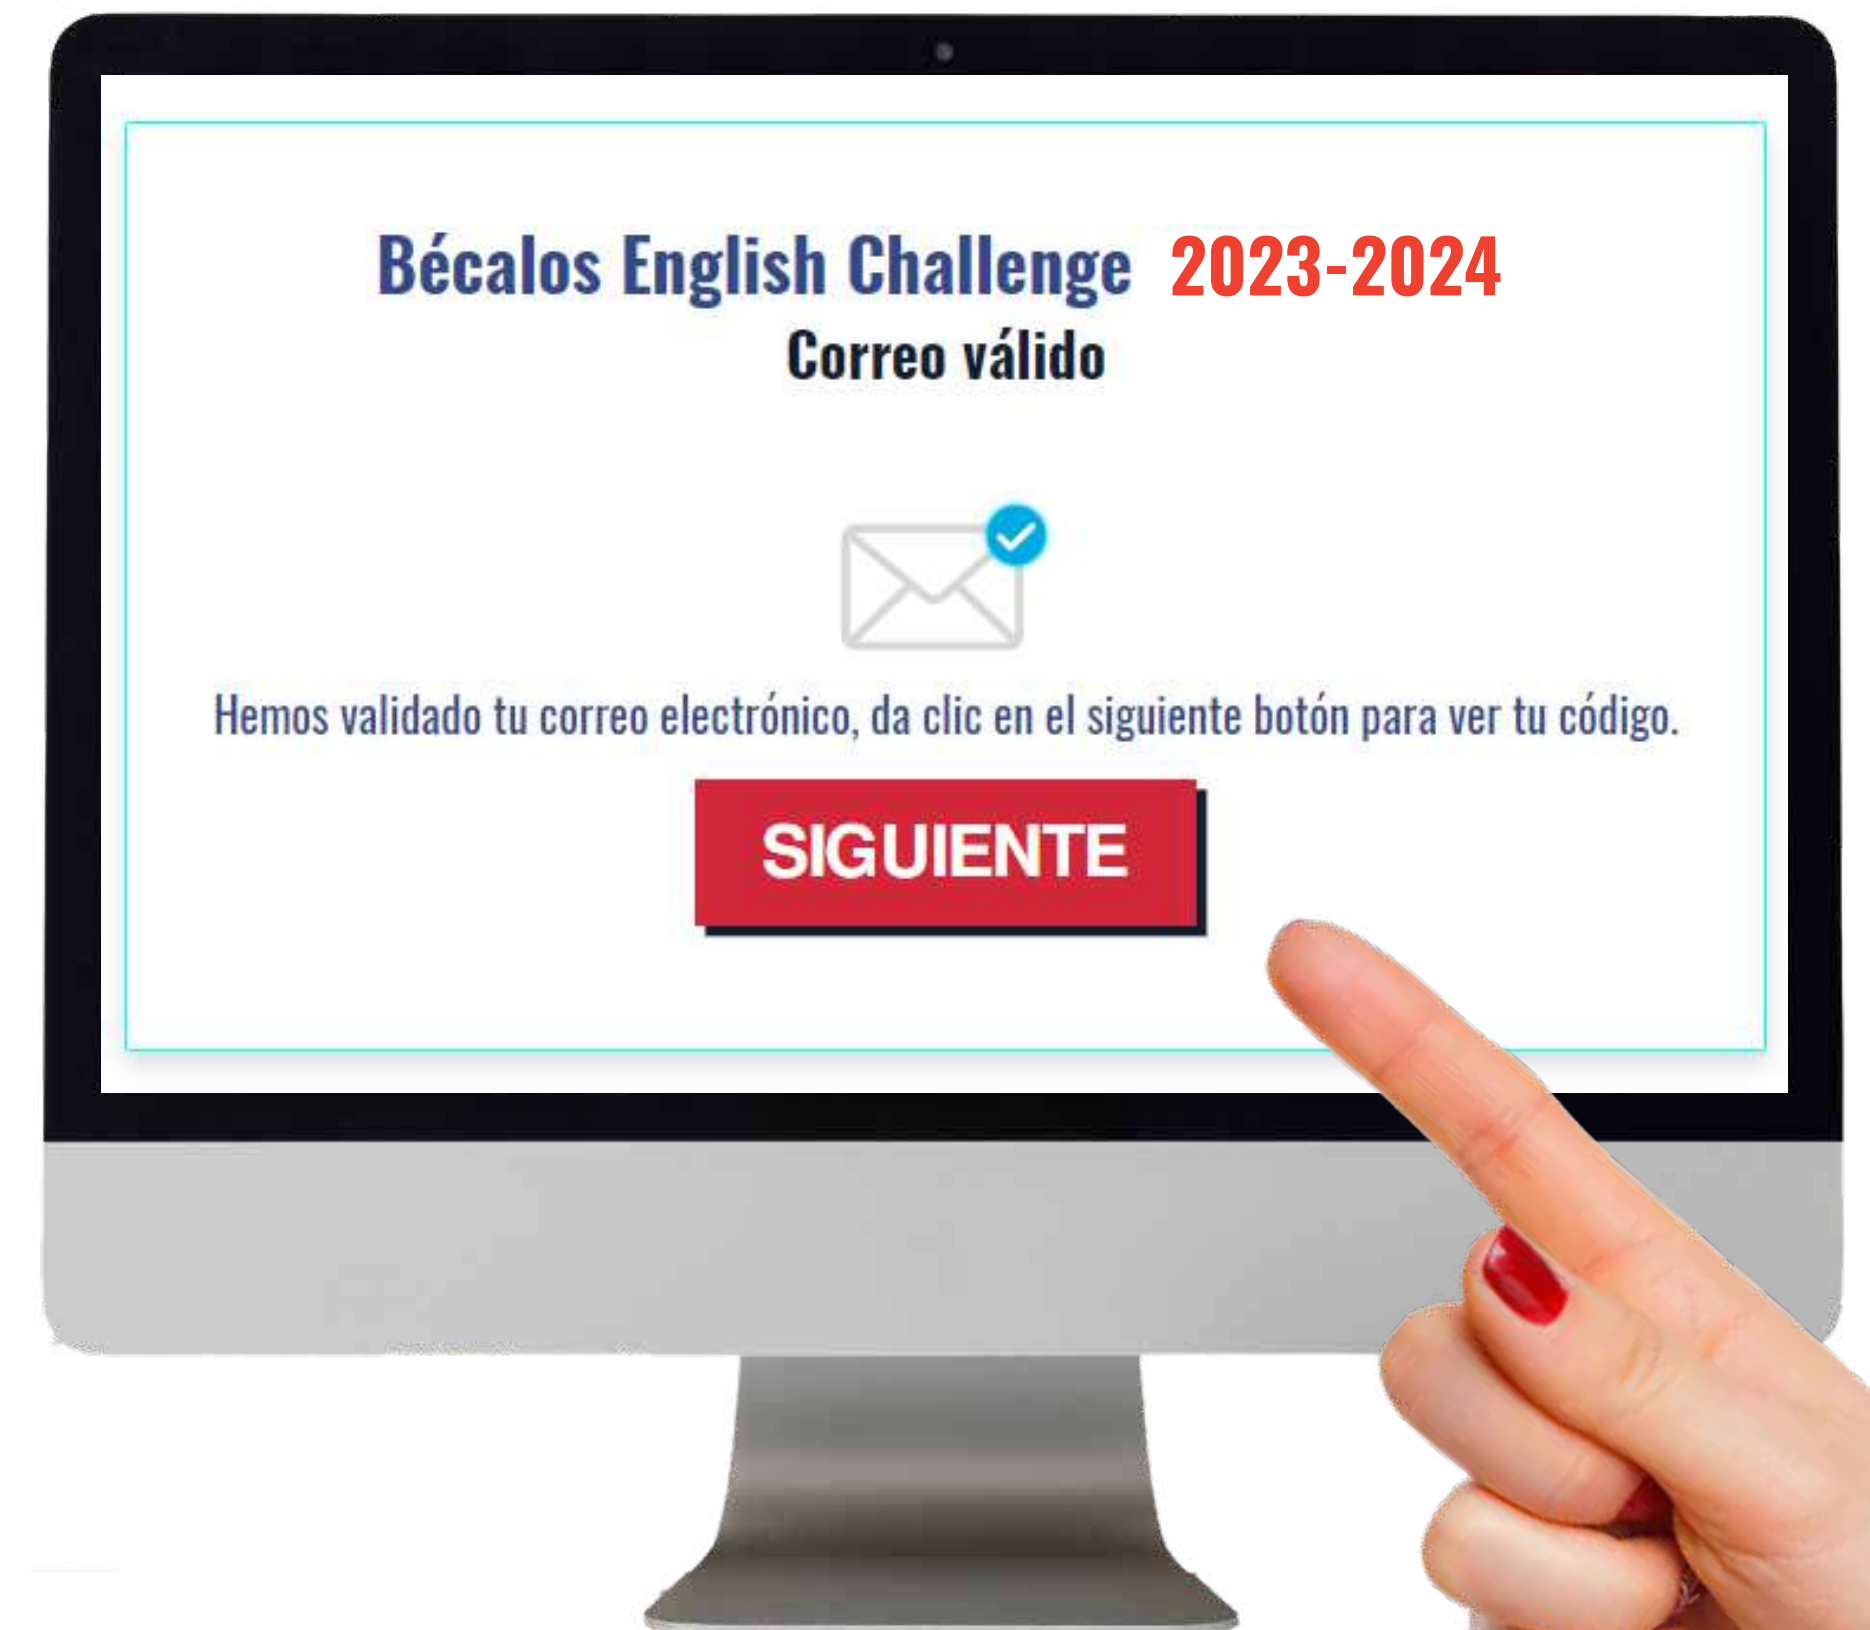 Bécalos English Challenge 2023-2024
Correo válido
Hemos validado tu correo electrónico, da clic en el siguiente botón para ver tu código.
SIGUIENTE